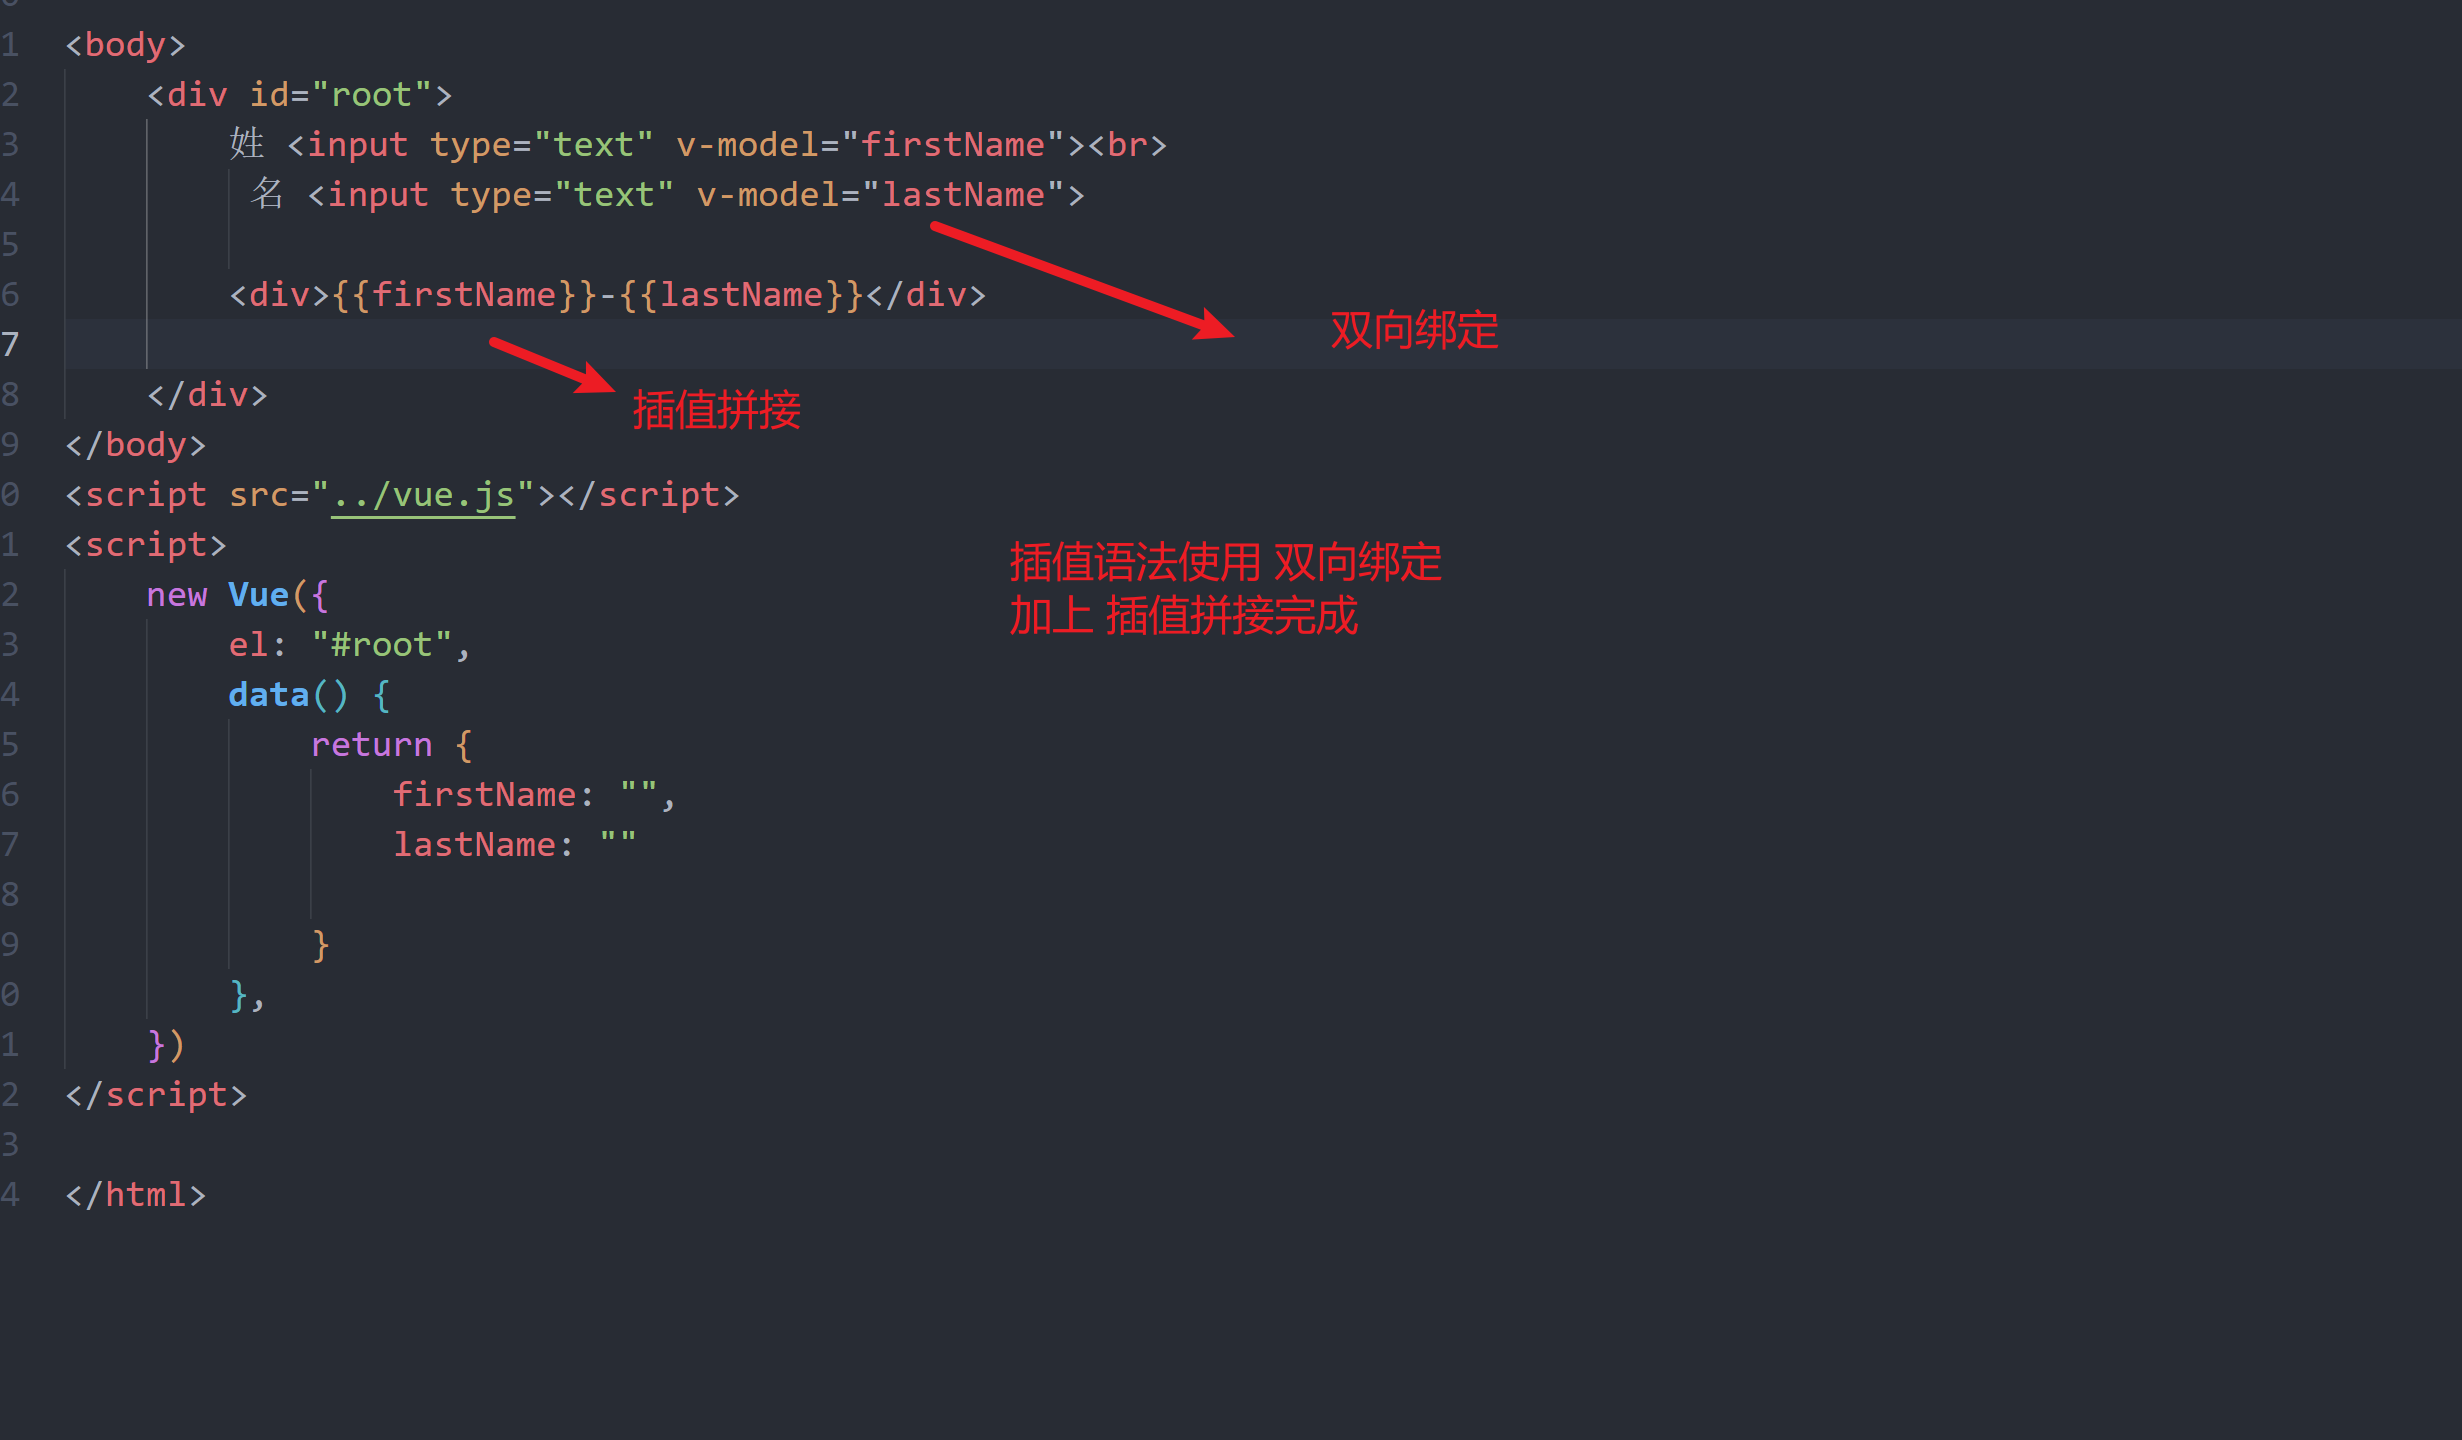 1 <body>
2 <div id="root">
3 姓 <input type="text" v-model="firstName"><br>
4 名 <input type="text" v-model="lastName">
5
6 <div>{{firstName}}-{{lastName}}</div>
双向绑定
7
8 </div>
插值拼接
9 </body>
0 <script src="../vue.js"></script>
1 <script>
插值语法使用 双向绑定
加上 插值拼接完成
2 new Vue({
3 el: "#root",
4 data() {
5 return {
6 firstName: "",
7 lastName: ""
8
9 }
0 },
1 })
2 </script>
3
4 </html>